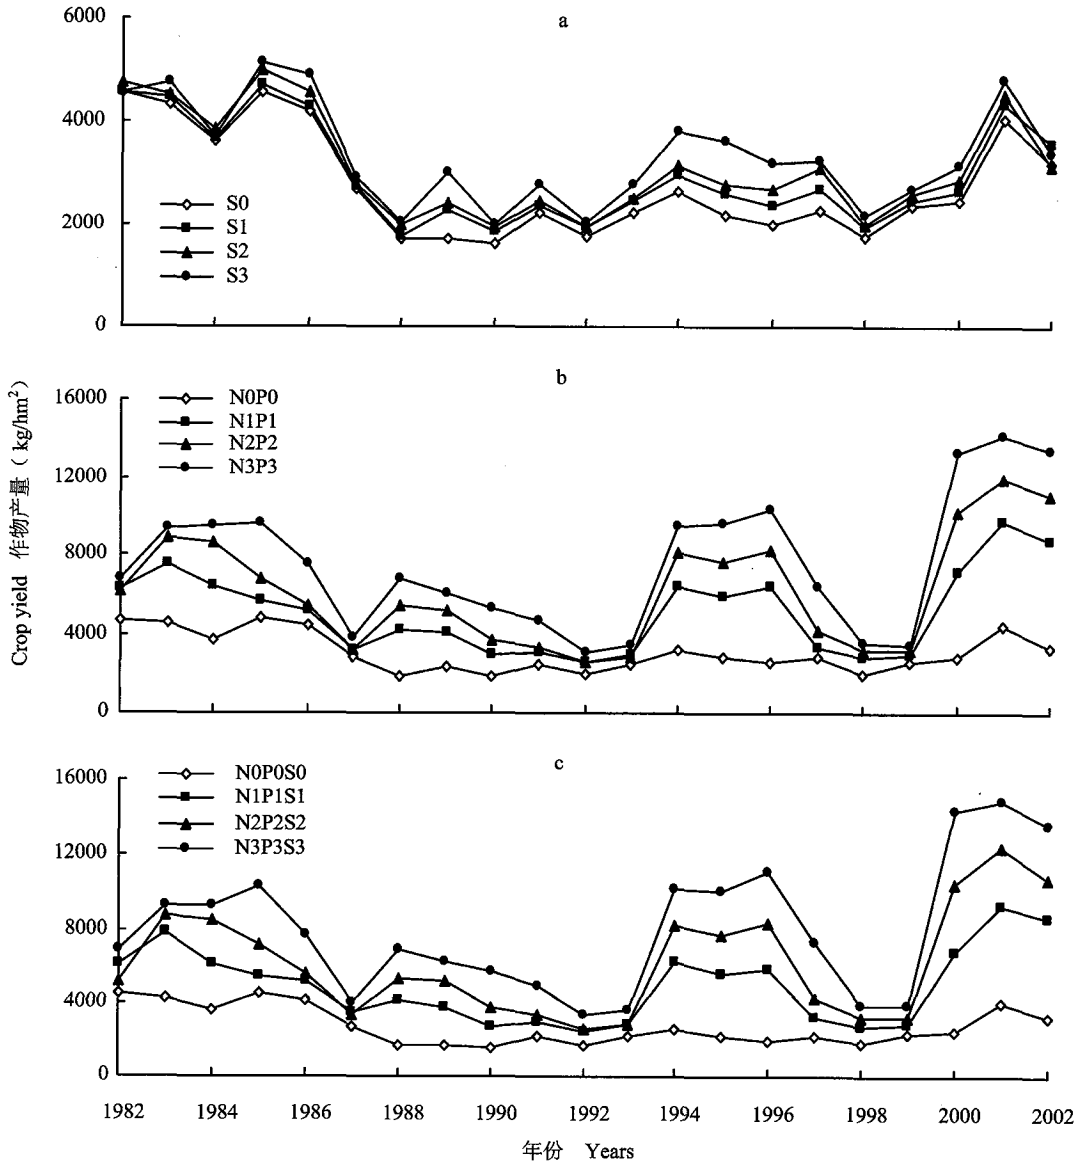 a
6000
4000
2000
0
S0
S1
S2
S3
b
16000
12000
8000
4000
0
N0P0
N1P1
N2P2
N3P3
Crop yield 作物产量（kg/hm²）
c
16000
12000
8000
4000
0
N0P0S0
N1P1S1
N2P2S2
N3P3S3
1982 1984 1986 1988 1990 1992 1994 1996 1998 2000 2002
年份 Years